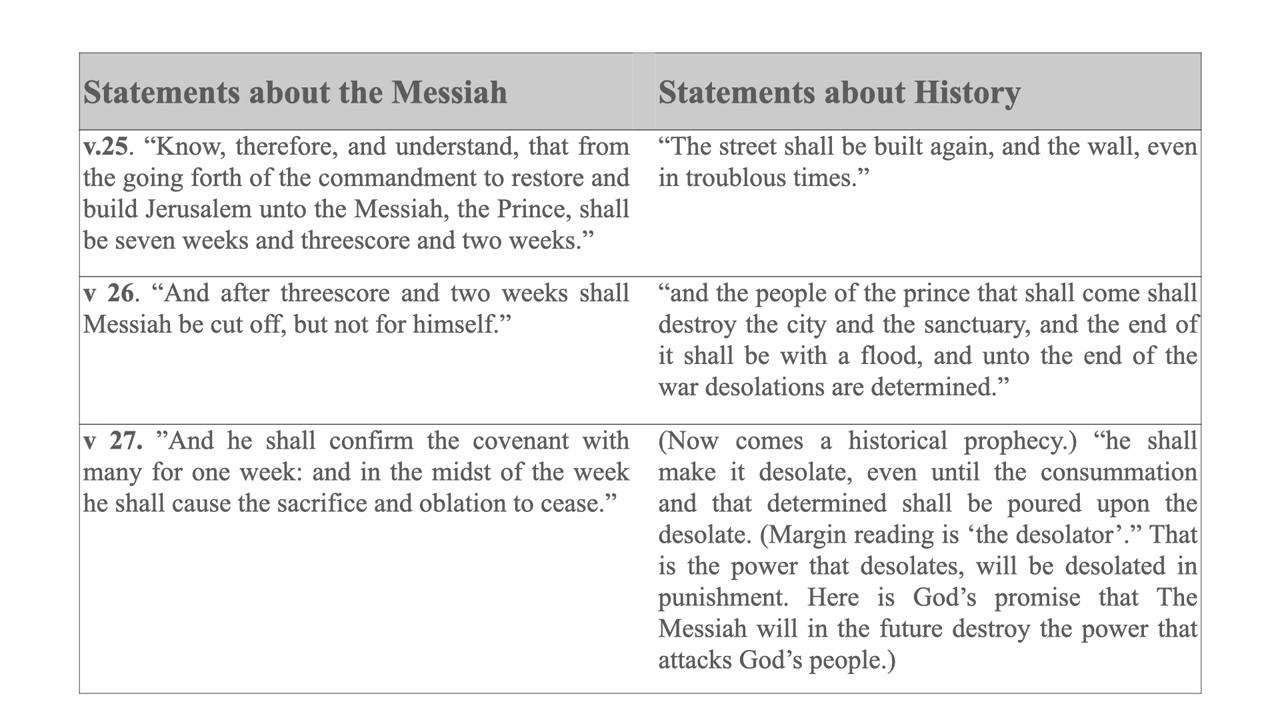 Statements about the Messiah
Statements about History
v.25. “Know, therefore, and understand, that from
the going forth of the commandment to restore and
build Jerusalem unto the Messiah, the Prince, shall
be seven weeks and threescore and two weeks.”
“The street shall be built again, and the wall, even
in troublous times.”
v 26. “And after threescore and two weeks shall
Messiah be cut off, but not for himself.”
“and the people of the prince that shall come shall
destroy the city and the sanctuary, and the end of
it shall be with a flood, and unto the end of the
war desolations are determined.”
v 27. ”And he shall confirm the covenant with
many for one week: and in the midst of the week
he shall cause the sacrifice and oblation to cease.”
(Now comes a historical prophecy.) “he shall
make it desolate, even until the consummation
and that determined shall be poured upon the
desolate. (Margin reading is ‘the desolator’.” That
is the power that desolates, will be desolated in
punishment. Here is God’s promise that The
Messiah will in the future destroy the power that
attacks God’s people.)